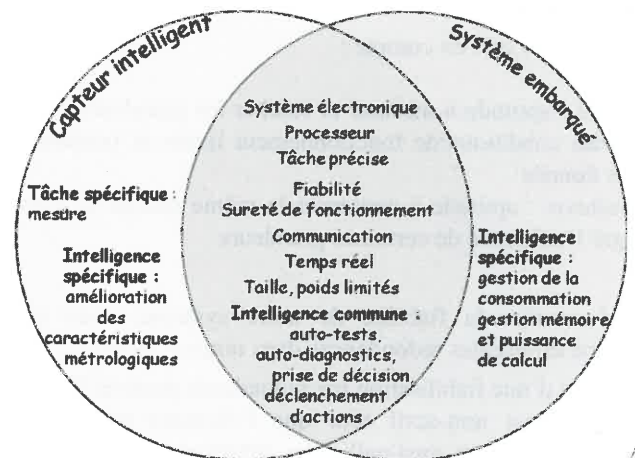 Capteur intelligent
Système embarqué
Système électronique
Processeur
Tâche précise
Fiabilité
Sureté de fonctionnement
Communication
Temps réel
Taille, poids limités
Intelligence commune :
auto-tests,
auto-diagnostics,
prise de décision
déclenchement
d'actions
Tâche spécifique :
mesure
Intelligence
spécifique :
amélioration
des
caractéristiques
métrologiques
Intelligence
spécifique :
gestion de la
consommation
gestion mémoire
et puissance
de calcul